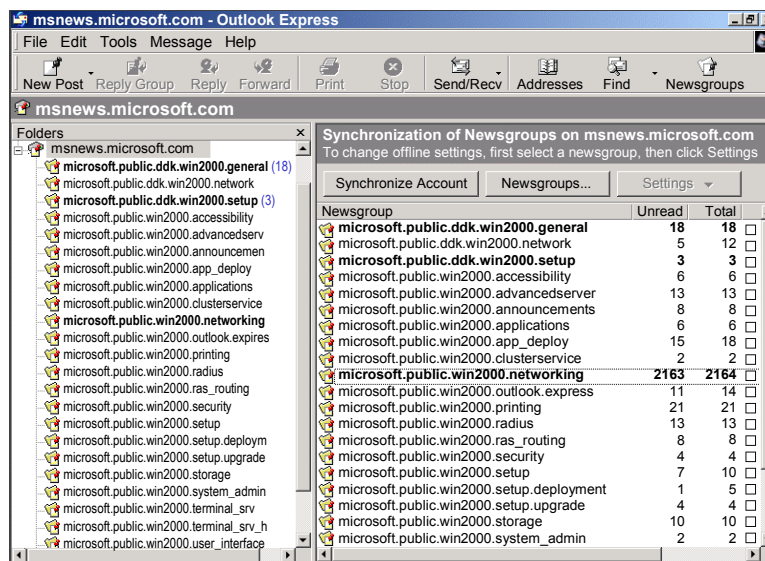 msnews.microsoft.com - Outlook Express
File Edit Tools Message Help
New Post Reply Group Reply Forward Print Stop Send/Recv Addresses Find Newsgroups
msnews.microsoft.com
Folders ×
msnews.microsoft.com
microsoft.public.ddk.win2000.general (18)
microsoft.public.ddk.win2000.network
microsoft.public.ddk.win2000.setup (3)
microsoft.public.win2000.accessibility
microsoft.public.win2000.advancedserv
microsoft.public.win2000.announcemen
microsoft.public.win2000.app_deploy
microsoft.public.win2000.applications
microsoft.public.win2000.clusterservice
microsoft.public.win2000.networking
microsoft.public.win2000.outlook.expires
microsoft.public.win2000.printing
microsoft.public.win2000.radius
microsoft.public.win2000.ras_routing
microsoft.public.win2000.security
microsoft.public.win2000.setup
microsoft.public.win2000.setup.deploym
microsoft.public.win2000.setup.upgrade
microsoft.public.win2000.storage
microsoft.public.win2000.system_admin
microsoft.public.win2000.terminal_srv
microsoft.public.win2000.terminal_srv_h
microsoft.public.win2000.user_interface
Synchronization of Newsgroups on msnews.microsoft.com
To change offline settings, first select a newsgroup, then click Settings
Synchronize Account Newsgroups... Settings
Newsgroup Unread Total
microsoft.public.ddk.win2000.general 18 18
microsoft.public.ddk.win2000.network 5 12
microsoft.public.ddk.win2000.setup 3 3
microsoft.public.win2000.accessibility 6 6
microsoft.public.win2000.advancedserver 13 13
microsoft.public.win2000.announcements 8 8
microsoft.public.win2000.applications 6 6
microsoft.public.win2000.app_deploy 15 18
microsoft.public.win2000.clusterservice 2 2
microsoft.public.win2000.networking 2163 2164
microsoft.public.win2000.outlook.express 11 14
microsoft.public.win2000.printing 21 21
microsoft.public.win2000.radius 13 13
microsoft.public.win2000.ras_routing 8 8
microsoft.public.win2000.security 4 4
microsoft.public.win2000.setup 7 10
microsoft.public.win2000.setup.deployment 1 5
microsoft.public.win2000.setup.upgrade 4 4
microsoft.public.win2000.storage 10 10
microsoft.public.win2000.system_admin 2 2